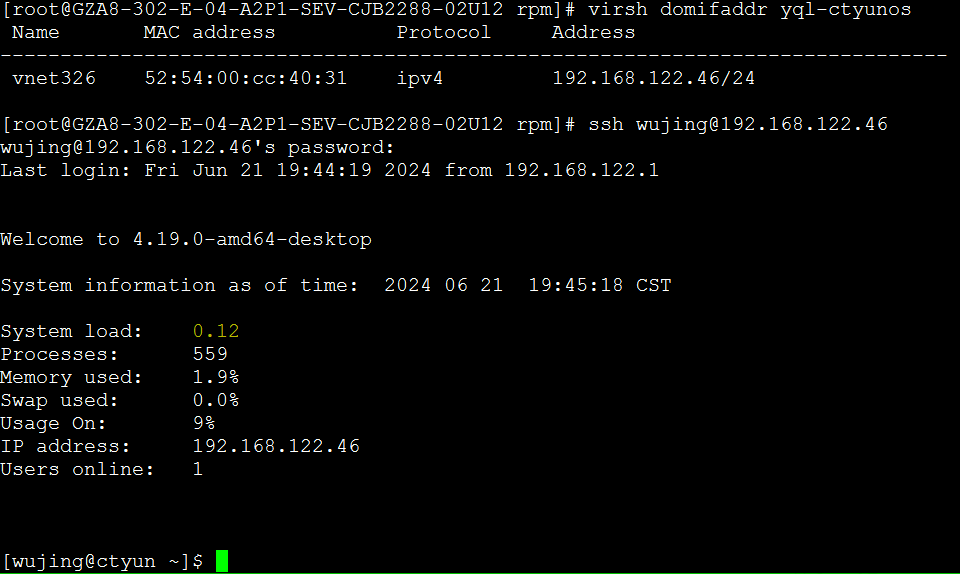 [root@GZA8-302-E-04-A2P1-SEV-CJB2288-02U12 rpm]# virsh domifaddr yql-ctyunos
 Name       MAC address          Protocol     Address
-------------------------------------------------------------------------------
 vnet326    52:54:00:cc:40:31    ipv4         192.168.122.46/24
[root@GZA8-302-E-04-A2P1-SEV-CJB2288-02U12 rpm]# ssh wujing@192.168.122.46
wujing@192.168.122.46's password:
Last login: Fri Jun 21 19:44:19 2024 from 192.168.122.1
Welcome to 4.19.0-amd64-desktop
System information as of time:  2024 06 21  19:45:18 CST
System load:    0.12
Processes:      559
Memory used:    1.9%
Swap used:      0.0%
Usage On:       9%
IP address:     192.168.122.46
Users online:   1
[wujing@ctyun ~]$